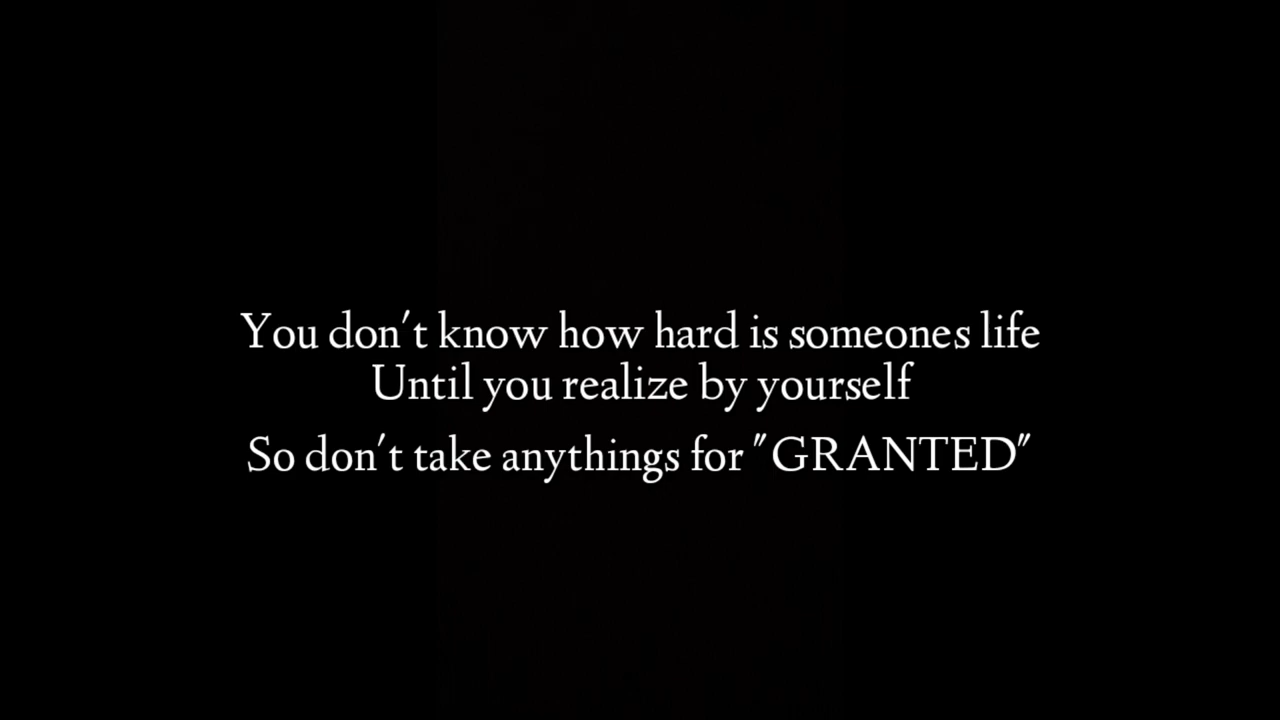 You don't know how hard is someones life
Until you realize by yourself
So don't take anythings for "GRANTED"